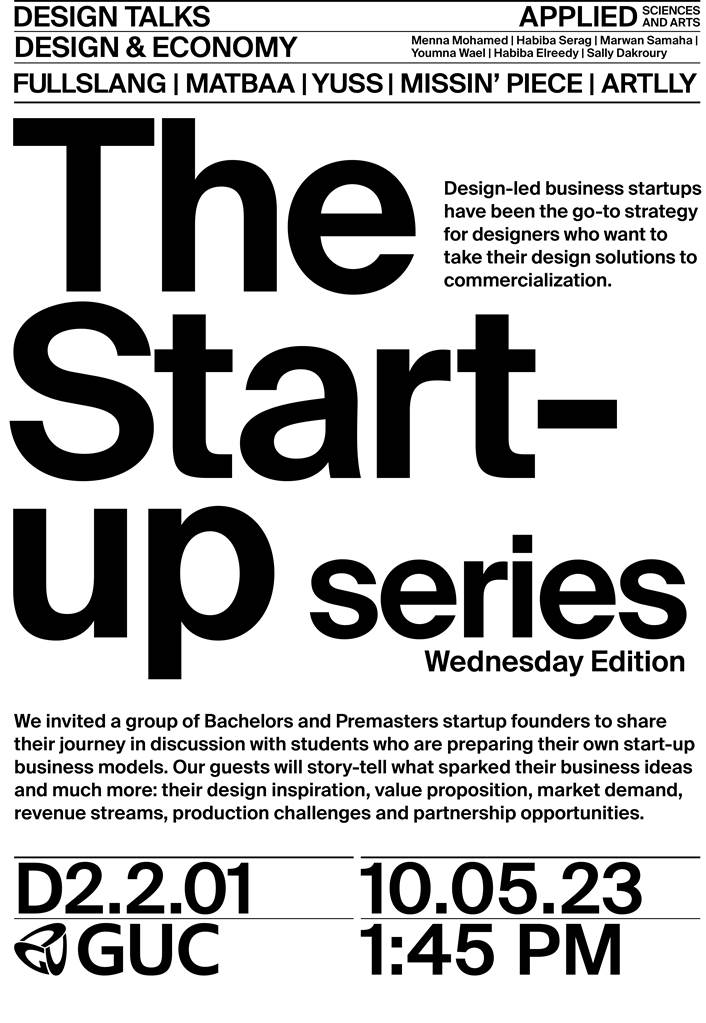 DESIGN TALKS
APPLIED SCIENCES AND ARTS
DESIGN & ECONOMY
Menna Mohamed | Habiba Serag | Marwan Samaha |
Youmna Wael | Habiba Elreedy | Sally Dakroury
FULLSLANG | MATBAA | YUSS | MISSIN’ PIECE | ARTLLY
The
Design-led business startups
have been the go-to strategy
for designers who want to
take their design solutions to
commercialization.
Start-
up series
Wednesday Edition
We invited a group of Bachelors and Premasters startup founders to share
their journey in discussion with students who are preparing their own start-up
business models. Our guests will story-tell what sparked their business ideas
and much more: their design inspiration, value proposition, market demand,
revenue streams, production challenges and partnership opportunities.
D2.2.01
10.05.23
GUC
1:45 PM